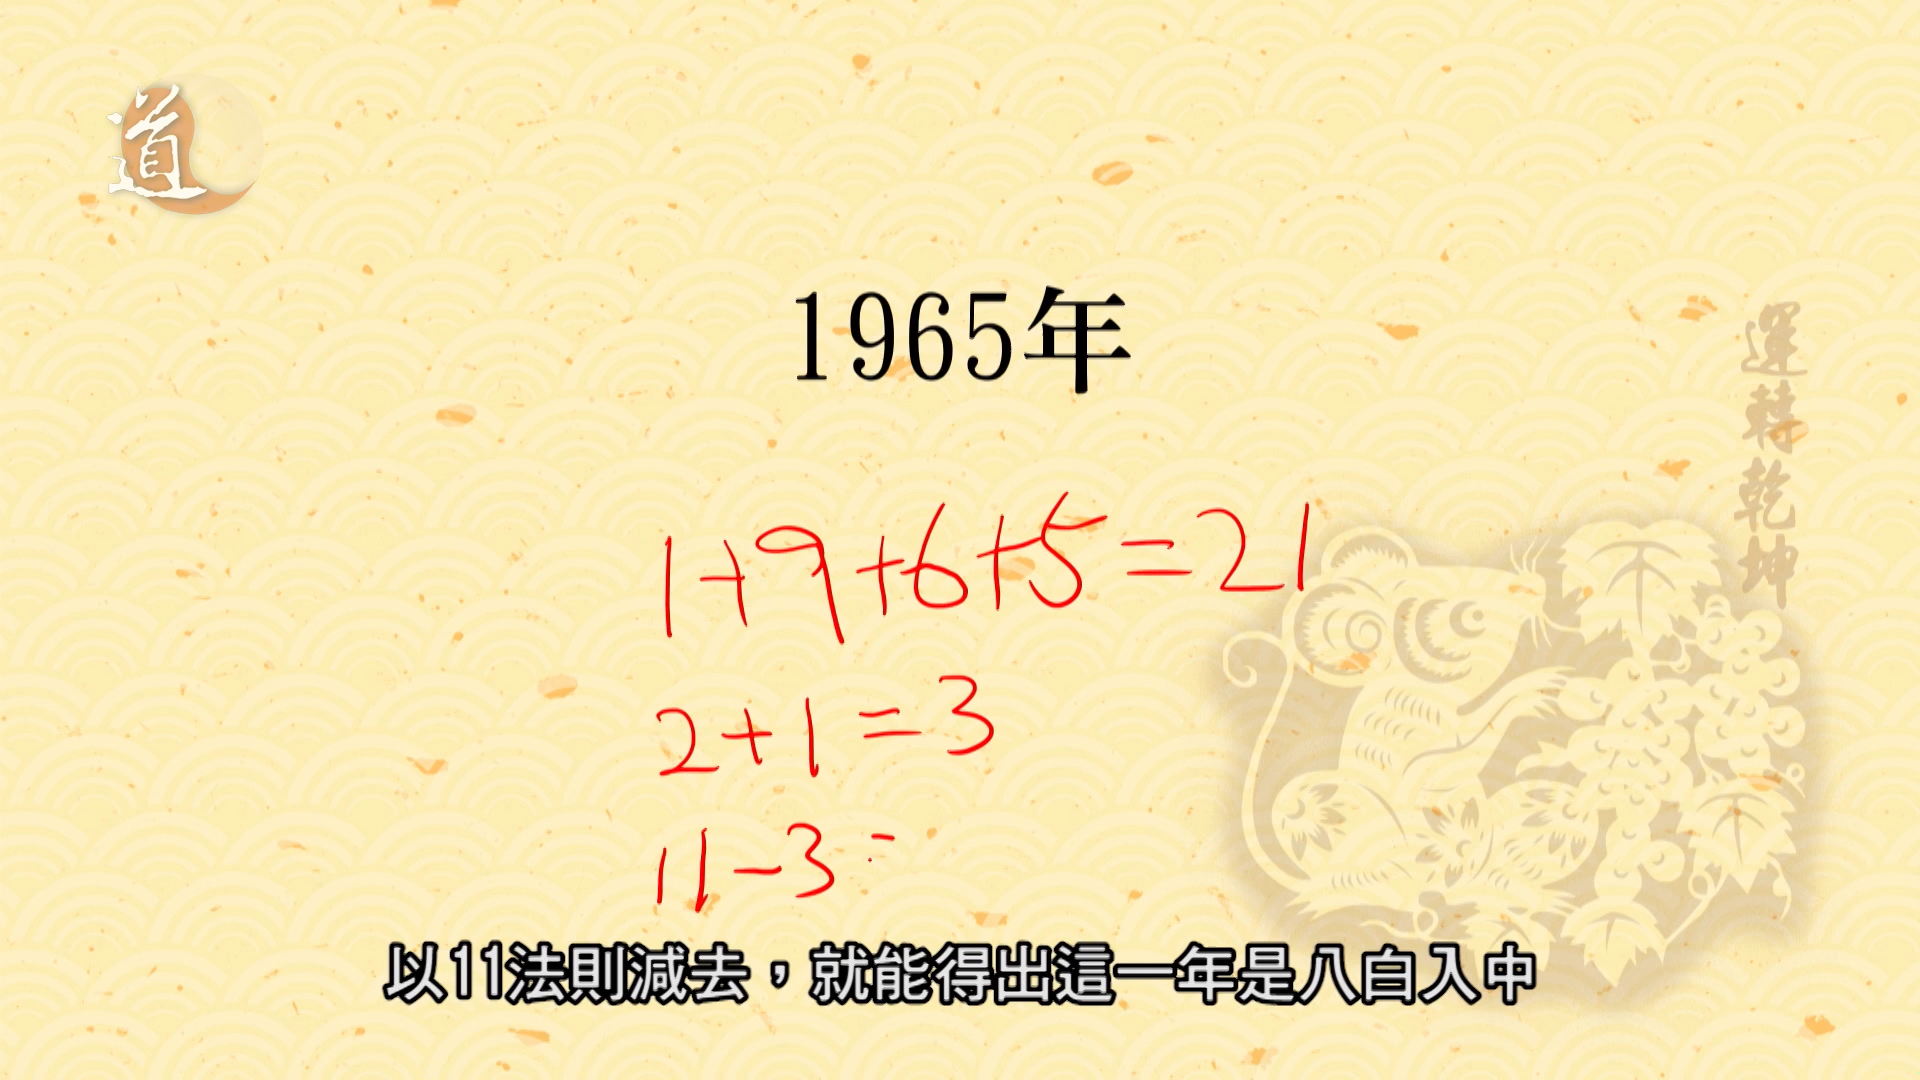 道
1965年
運轉乾坤
1+9+6+5=21
2+1=3
11-3=
以11法則減去，就能得出這一年是八白入中